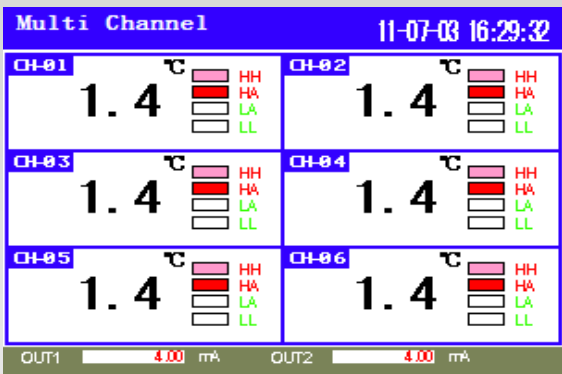 Multi Channel 11-07-03 16:29:32
CH-01 ℃ CH-02 ℃
HH HH
1.4 HA 1.4 HA
LA LA
LL LL
CH-03 ℃ CH-04 ℃
HH HH
1.4 HA 1.4 HA
LA LA
LL LL
CH-05 ℃ CH-06 ℃
HH HH
1.4 HA 1.4 HA
LA LA
LL LL
OUT1 4.00 mA OUT2 4.00 mA